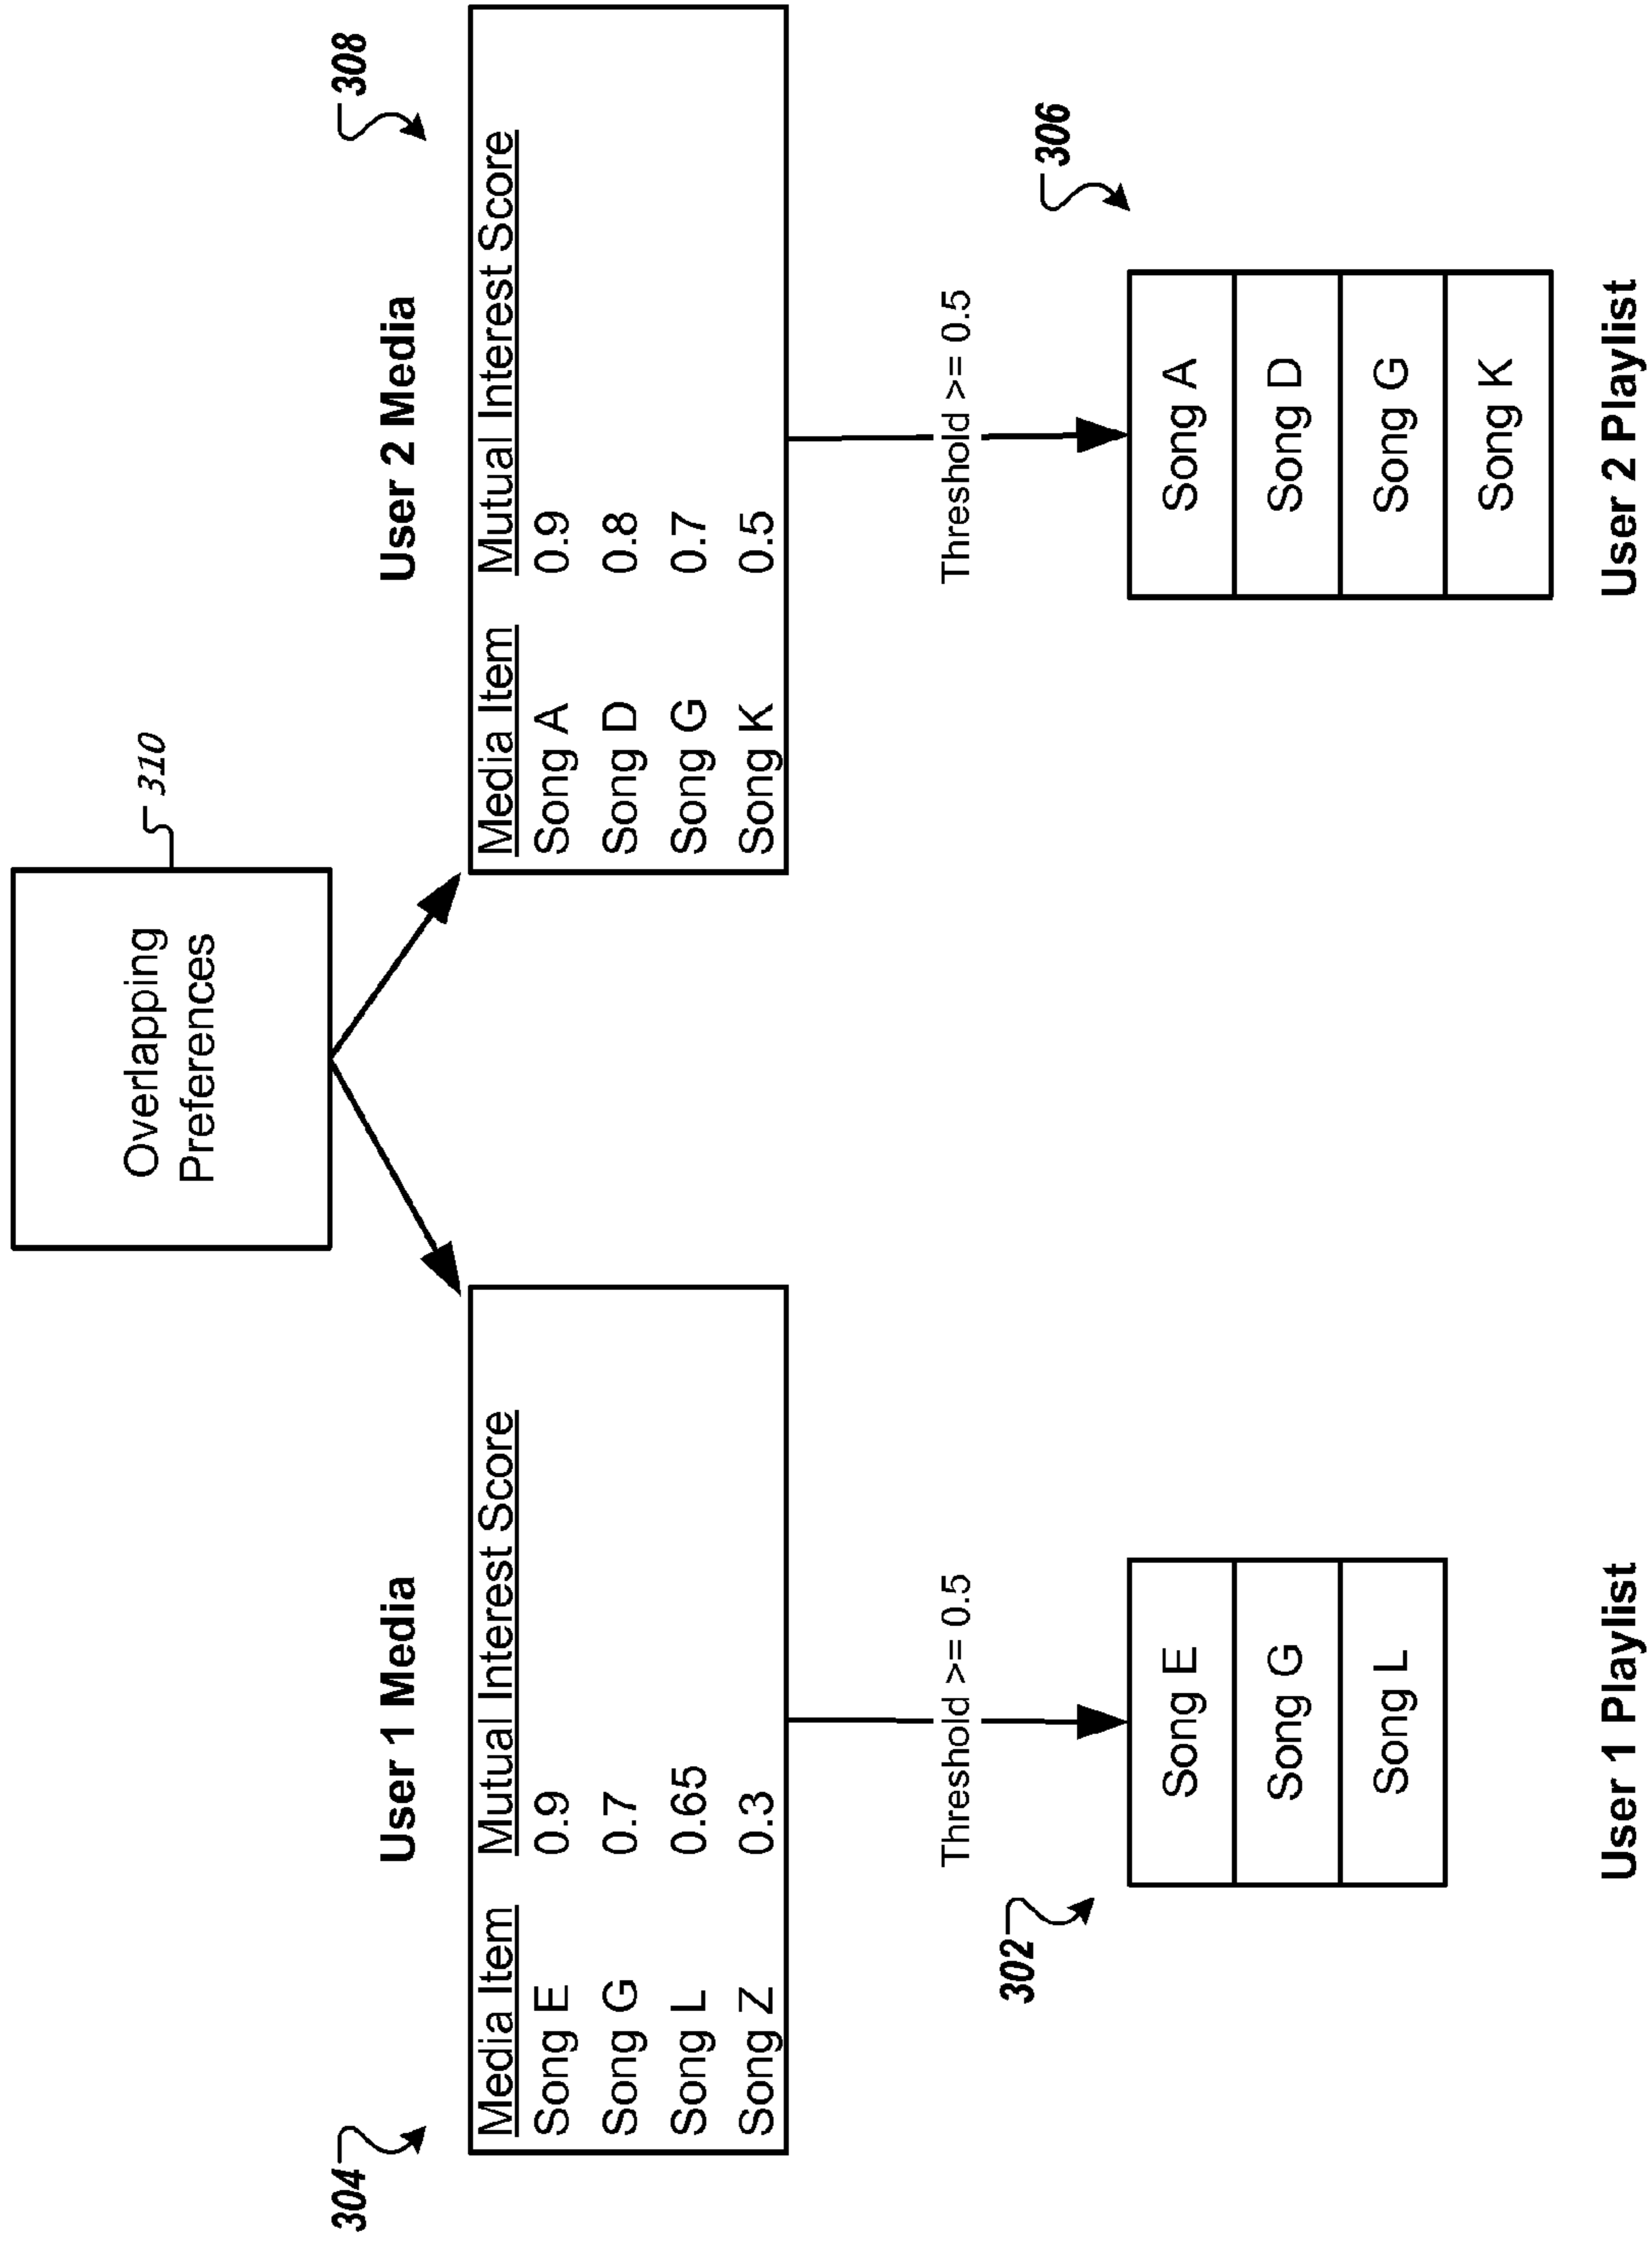 Overlapping
Preferences
310
304
User 1 Media
Media Item Mutual Interest Score
Song E 0.9
Song G 0.7
Song L 0.65
Song Z 0.3
308
User 2 Media
Media Item Mutual Interest Score
Song A 0.9
Song D 0.8
Song G 0.7
Song K 0.5
Threshold >= 0.5
302
Song E
Song G
Song L
User 1 Playlist
Threshold >= 0.5
306
Song A
Song D
Song G
Song K
User 2 Playlist